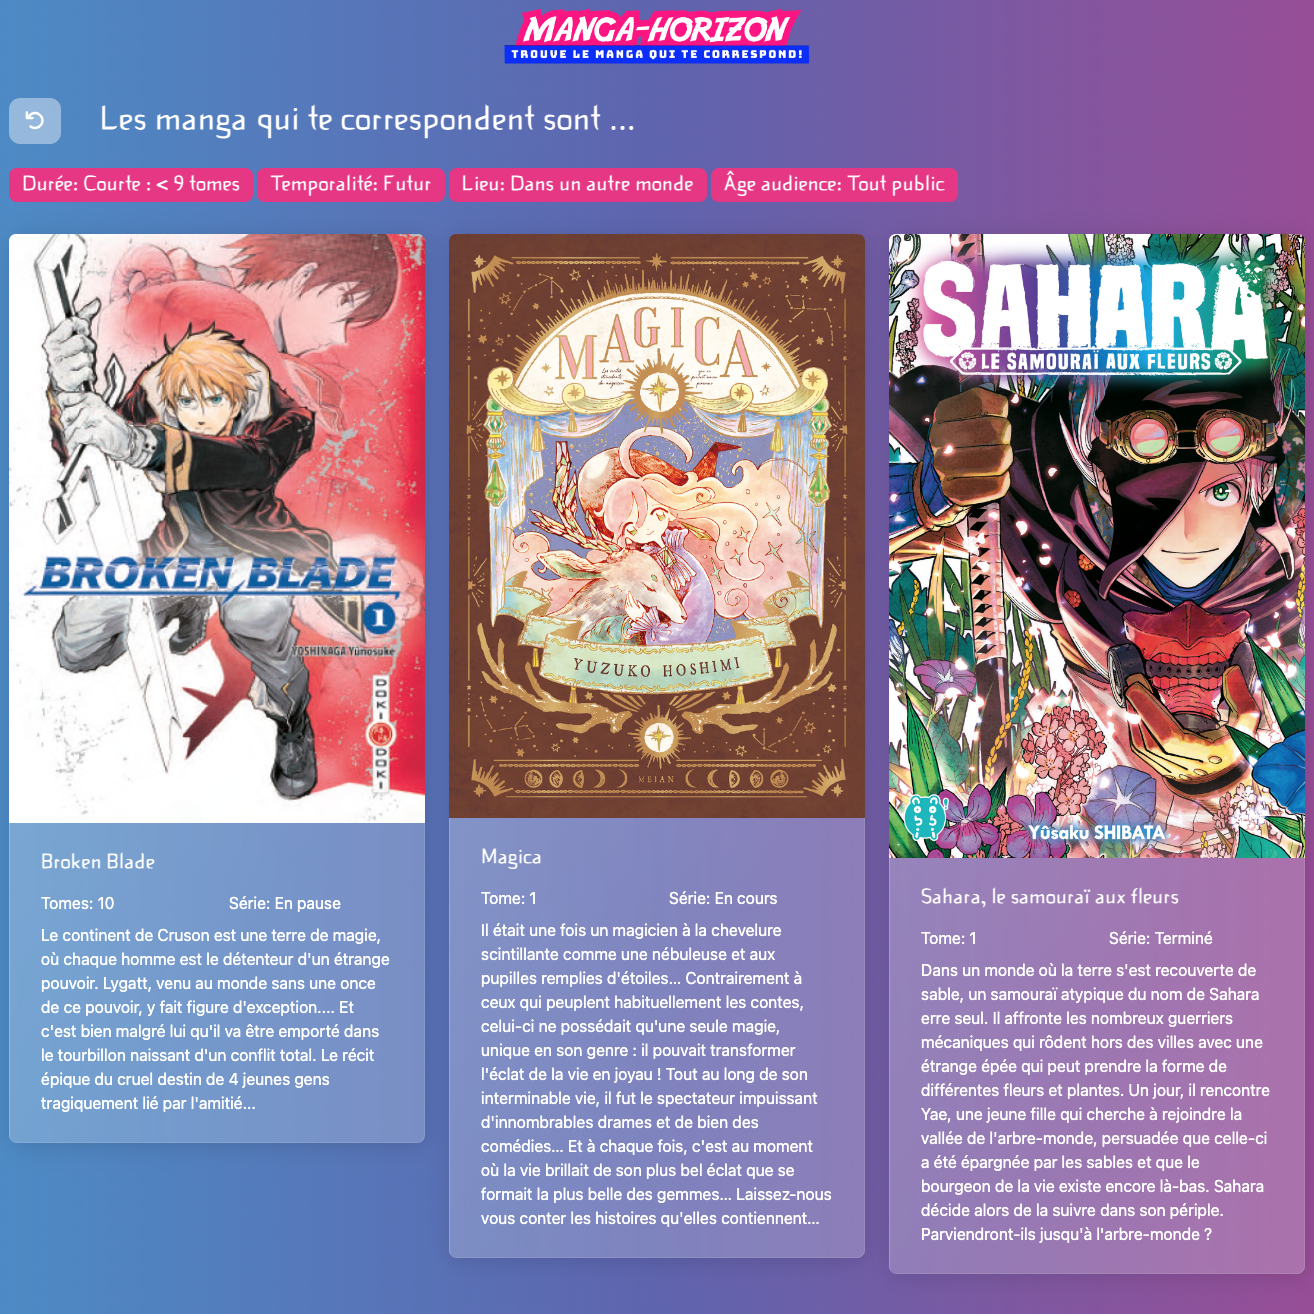 MANGA-HORIZON
TROUVE LE MANGA QUI TE CORRESPOND!
Les manga qui te correspondent sont ...
Durée: Courte : < 9 tomes
Temporalité: Futur
Lieu: Dans un autre monde
Âge audience: Tout public
BROKEN BLADE
1
YOSHINAGA Yunosuke
DOKI
DOKI
Broken Blade
Tomes: 10
Série: En pause
Le continent de Cruson est une terre de magie,
où chaque homme est le détenteur d'un étrange
pouvoir. Lygatt, venu au monde sans une once
de ce pouvoir, y fait figure d'exception.... Et
c'est bien malgré lui qu'il va être emporté dans
le tourbillon naissant d'un conflit total. Le récit
épique du cruel destin de 4 jeunes gens
tragiquement lié par l'amitié...
MAGICA
YUZUKO HOSHIMI
MEIAN
Magica
Tome: 1
Série: En cours
Il était une fois un magicien à la chevelure
scintillante comme une nébuleuse et aux
pupilles remplies d'étoiles... Contrairement à
ceux qui peuplent habituellement les contes,
celui-ci ne possédait qu'une seule magie,
unique en son genre : il pouvait transformer
l'éclat de la vie en joyau ! Tout au long de son
interminable vie, il fut le spectateur impuissant
d'innombrables drames et de bien des
comédies... Et à chaque fois, c'est au moment
où la vie brillait de son plus bel éclat que se
formait la plus belle des gemmes... Laissez-nous
vous conter les histoires qu'elles contiennent...
SAHARA
LE SAMOURAÏ AUX FLEURS
Yûsaku SHIBATA
Sahara, le samouraï aux fleurs
Tome: 1
Série: Terminé
Dans un monde où la terre s'est recouverte de
sable, un samouraï atypique du nom de Sahara
erre seul. Il affronte les nombreux guerriers
mécaniques qui rôdent hors des villes avec une
étrange épée qui peut prendre la forme de
différentes fleurs et plantes. Un jour, il rencontre
Yae, une jeune fille qui cherche à rejoindre la
vallée de l'arbre-monde, persuadée que celle-ci
a été épargnée par les sables et que le
bourgeon de la vie existe encore là-bas. Sahara
décide alors de la suivre dans son périple.
Parviendront-ils jusqu'à l'arbre-monde ?